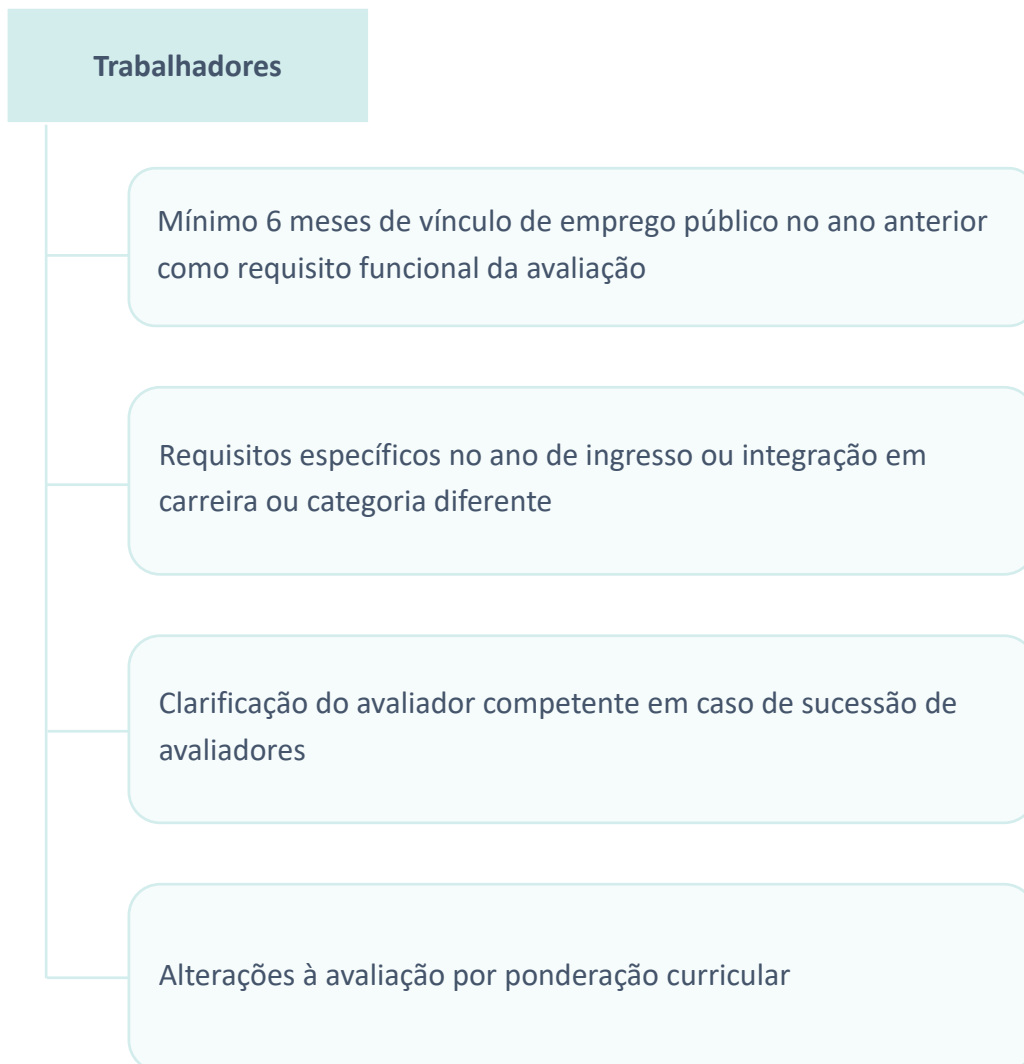 Trabalhadores
Mínimo 6 meses de vínculo de emprego público no ano anterior
como requisito funcional da avaliação
Requisitos específicos no ano de ingresso ou integração em
carreira ou categoria diferente
Clarificação do avaliador competente em caso de sucessão de
avaliadores
Alterações à avaliação por ponderação curricular